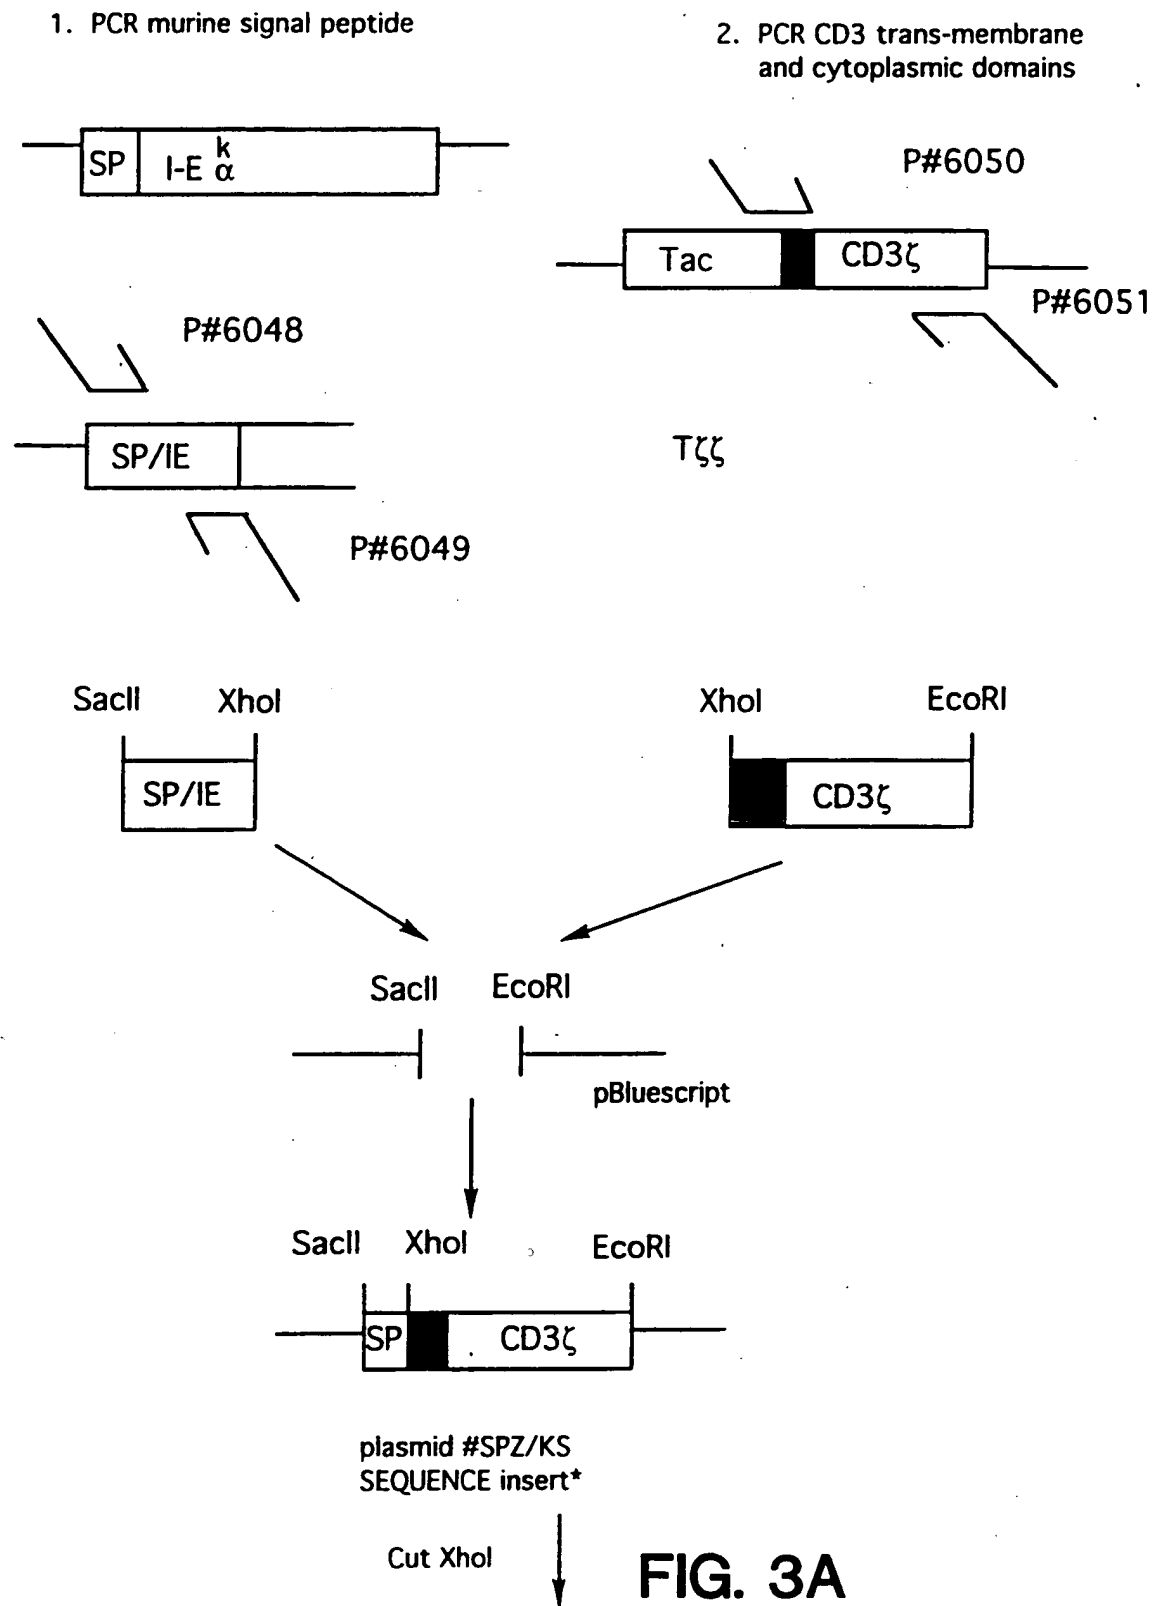 1. PCR murine signal peptide
2. PCR CD3 trans-membrane
and cytoplasmic domains
SP
I-E k α
P#6050
Tac
CD3ζ
P#6051
P#6048
SP/IE
Tζζ
P#6049
SacII
XhoI
XhoI
EcoRI
SP/IE
CD3ζ
SacII
EcoRI
pBluescript
SacII
XhoI
EcoRI
SP
CD3ζ
plasmid #SPZ/KS
SEQUENCE insert*
Cut XhoI
FIG. 3A